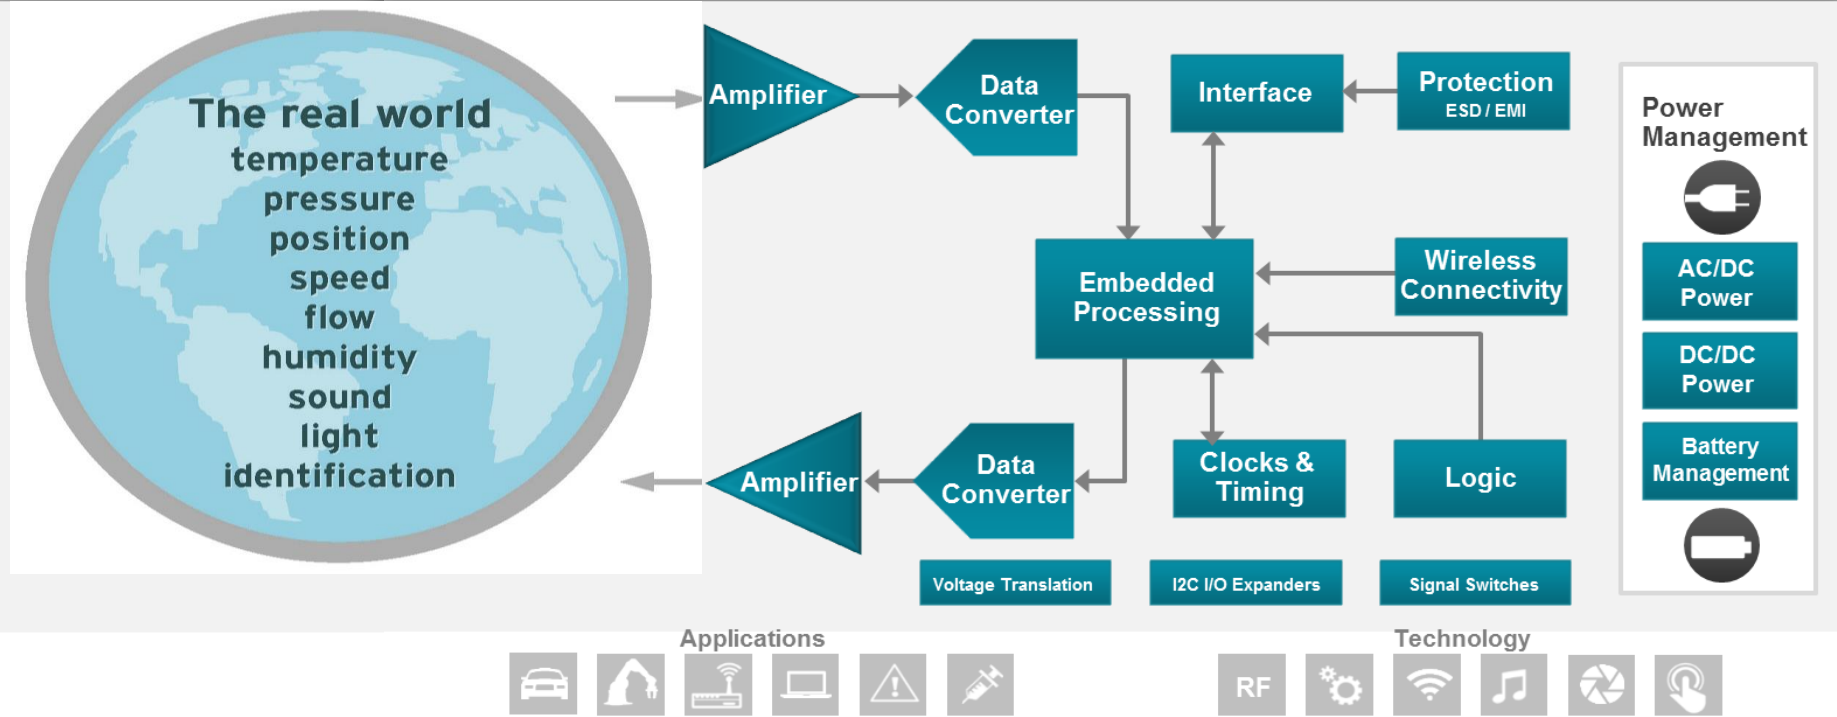 The real world
temperature
pressure
position
speed
flow
humidity
sound
light
identification
Amplifier
Data
Converter
Interface
Protection
ESD / EMI
Embedded
Processing
Wireless
Connectivity
Amplifier
Data
Converter
Clocks &
Timing
Logic
Voltage Translation
I2C I/O Expanders
Signal Switches
Power
Management
AC/DC
Power
DC/DC
Power
Battery
Management
Applications
Technology
RF